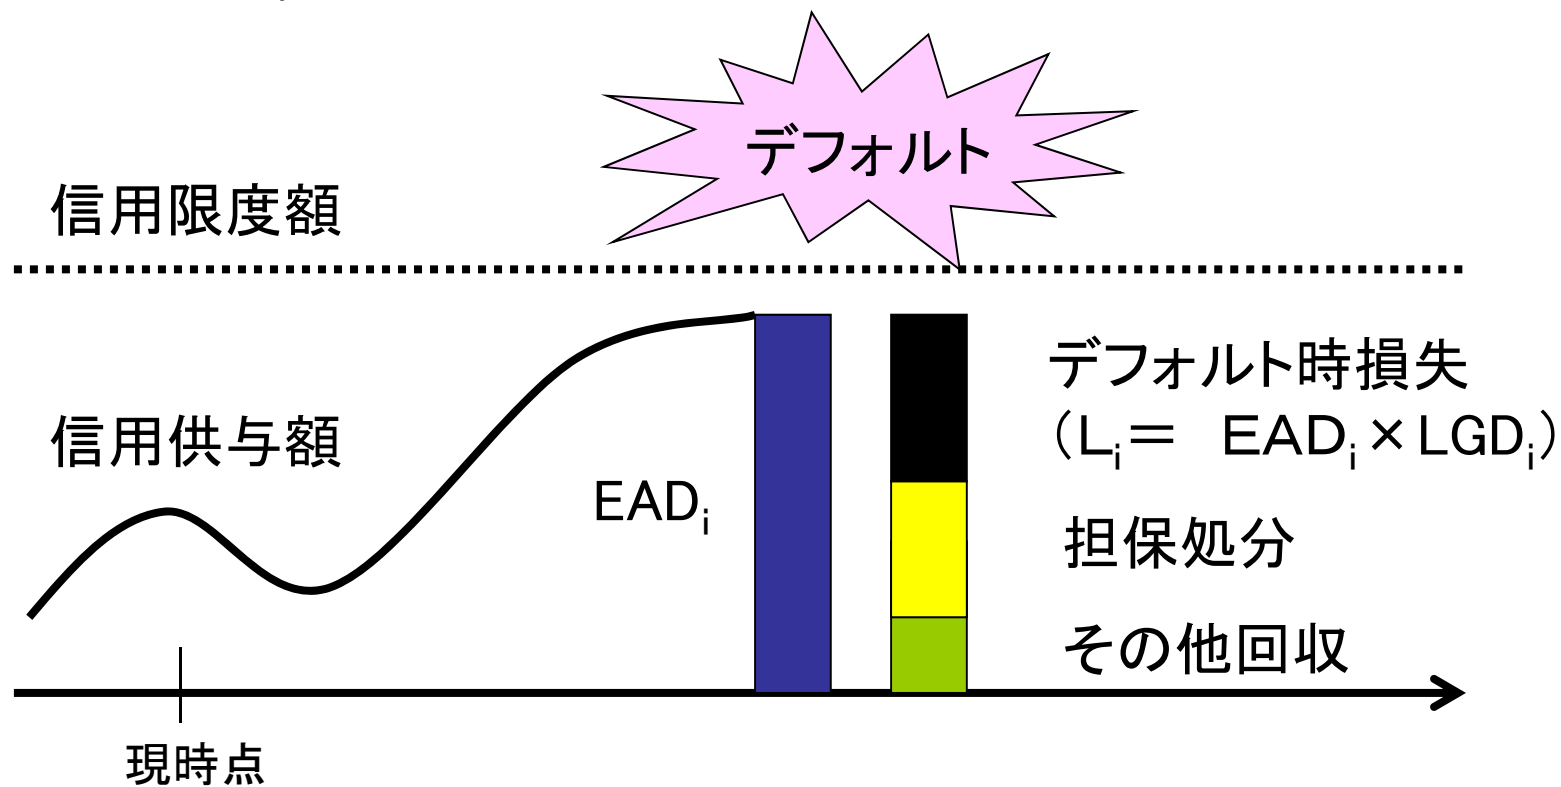 デフォルト
信用限度額
デフォルト時損失
(Lᵢ= EADᵢ×LGDᵢ)
信用供与額
EADᵢ
担保処分
その他回収
現時点